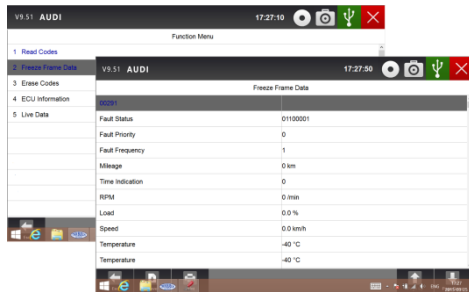 V9.51 AUDI 17:27:10
Function Menu
1 Read Codes
2 Freeze Frame Data
3 Erase Codes
4 ECU Information
5 Live Data
V9.51 AUDI 17:27:50
Freeze Frame Data
00291
Fault Status 01100001
Fault Priority 0
Fault Frequency 1
Mileage 0 km
Time Indication 0
RPM 0 /min
Load 0.0 %
Speed 0.0 km/h
Temperature -40 °C
Temperature -40 °C